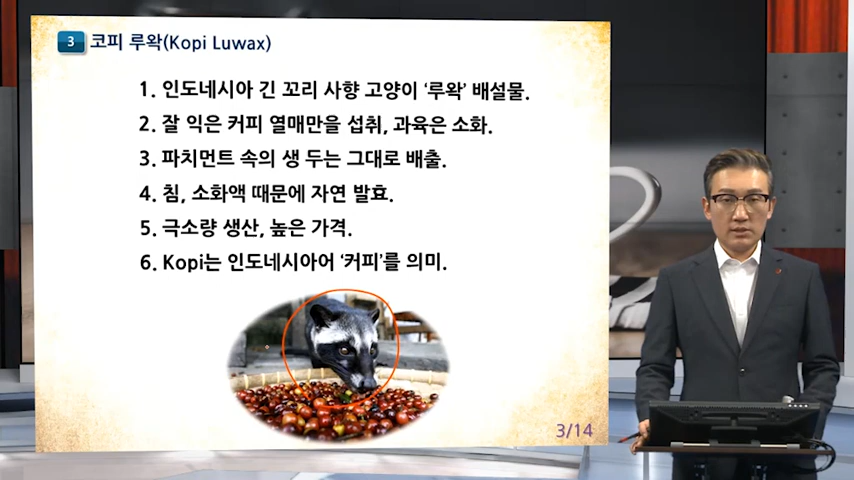 3 코피 루왁(Kopi Luwax)
1. 인도네시아 긴 꼬리 사향 고양이 ‘루왁’ 배설물.
2. 잘 익은 커피 열매만을 섭취, 과육은 소화.
3. 파치먼트 속의 생 두는 그대로 배출.
4. 침, 소화액 때문에 자연 발효.
5. 극소량 생산, 높은 가격.
6. Kopi는 인도네시아어 ‘커피’를 의미.
3/14